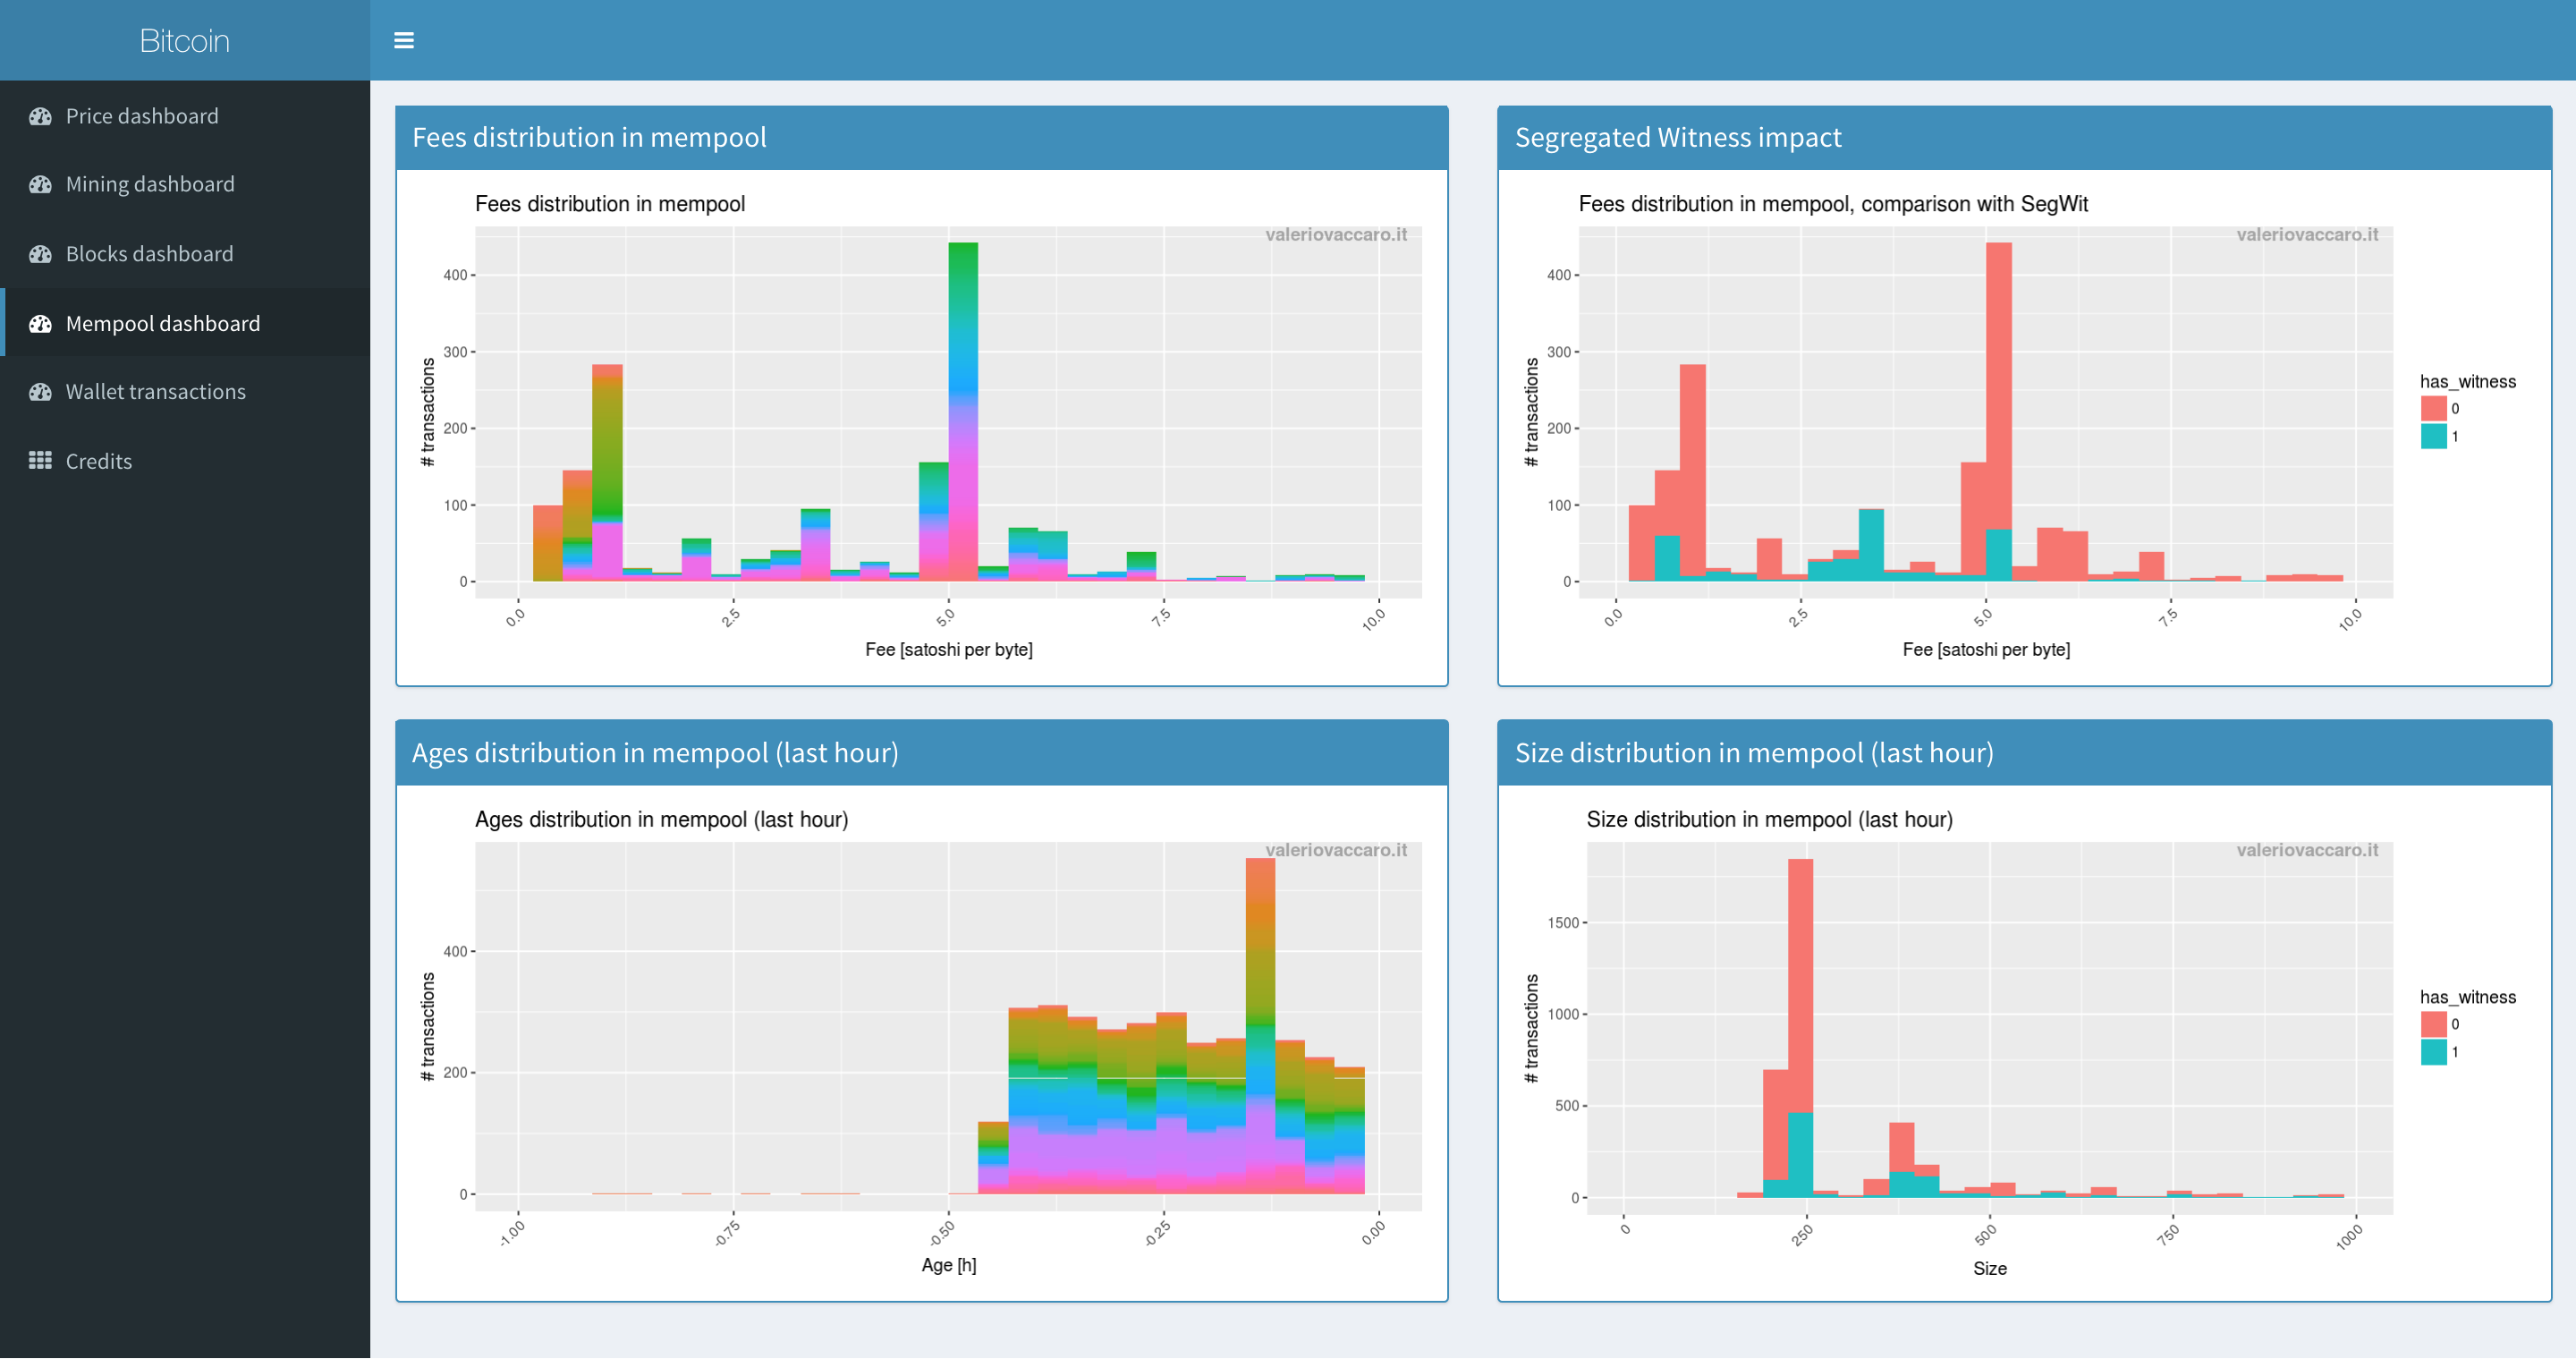 Bitcoin
Price dashboard
Mining dashboard
Blocks dashboard
Mempool dashboard
Wallet transactions
Credits
Fees distribution in mempool
Fees distribution in mempool
valeriovaccaro.it
# transactions
400
300
200
100
0
0.0 2.5 5.0 7.5 10.0
Fee [satoshi per byte]
Segregated Witness impact
Fees distribution in mempool, comparison with SegWit
valeriovaccaro.it
# transactions
400
300
200
100
0
0.0 2.5 5.0 7.5 10.0
Fee [satoshi per byte]
has_witness
0
1
Ages distribution in mempool (last hour)
Ages distribution in mempool (last hour)
valeriovaccaro.it
# transactions
400
200
0
-1.00 -0.75 -0.50 -0.25 0.00
Age [h]
Size distribution in mempool (last hour)
Size distribution in mempool (last hour)
valeriovaccaro.it
# transactions
1500
1000
500
0
0 250 500 750 1000
Size
has_witness
0
1